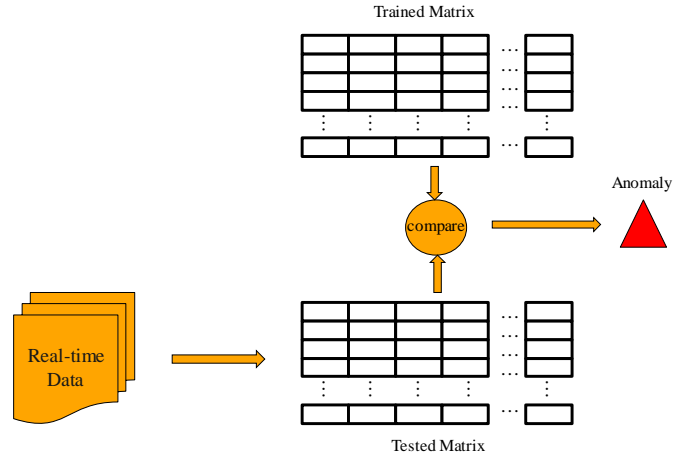 Trained Matrix
Anomaly
compare
Real-time
Data
Tested Matrix